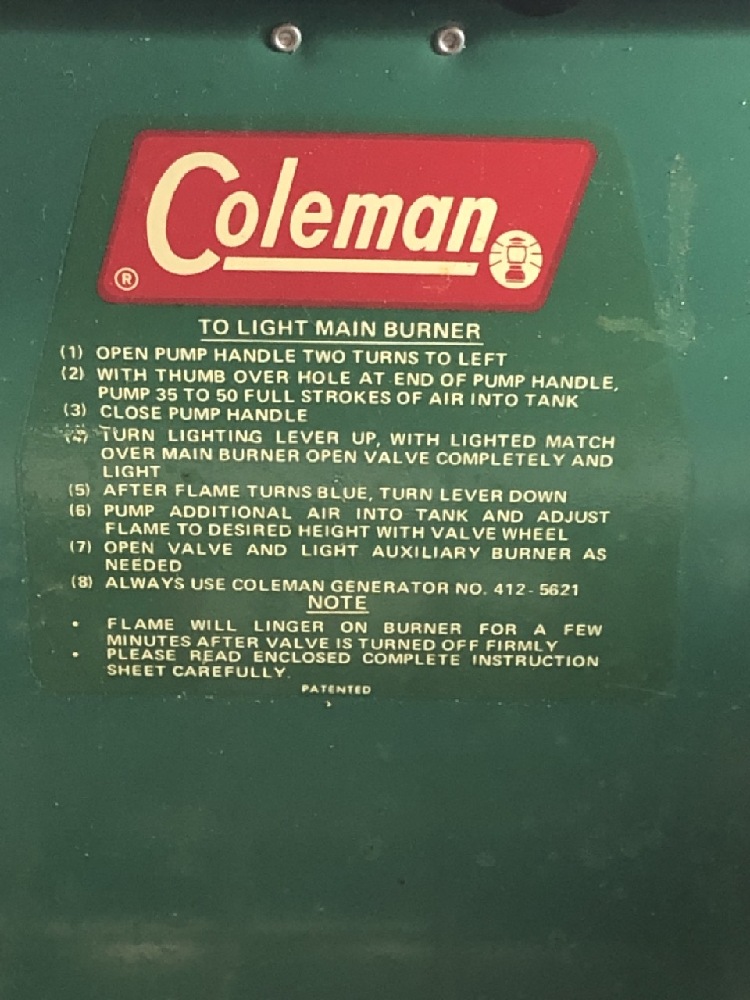 Coleman
®
TO LIGHT MAIN BURNER
(1) OPEN PUMP HANDLE TWO TURNS TO LEFT
(2) WITH THUMB OVER HOLE AT END OF PUMP HANDLE,
PUMP 35 TO 50 FULL STROKES OF AIR INTO TANK
(3) CLOSE PUMP HANDLE
(4) TURN LIGHTING LEVER UP, WITH LIGHTED MATCH
OVER MAIN BURNER OPEN VALVE COMPLETELY AND
LIGHT
(5) AFTER FLAME TURNS BLUE, TURN LEVER DOWN
(6) PUMP ADDITIONAL AIR INTO TANK AND ADJUST
FLAME TO DESIRED HEIGHT WITH VALVE WHEEL
(7) OPEN VALVE AND LIGHT AUXILIARY BURNER AS
NEEDED
(8) ALWAYS USE COLEMAN GENERATOR NO. 412-5621
NOTE
• FLAME WILL LINGER ON BURNER FOR A FEW
MINUTES AFTER VALVE IS TURNED OFF FIRMLY
• PLEASE READ ENCLOSED COMPLETE INSTRUCTION
SHEET CAREFULLY.
PATENTED